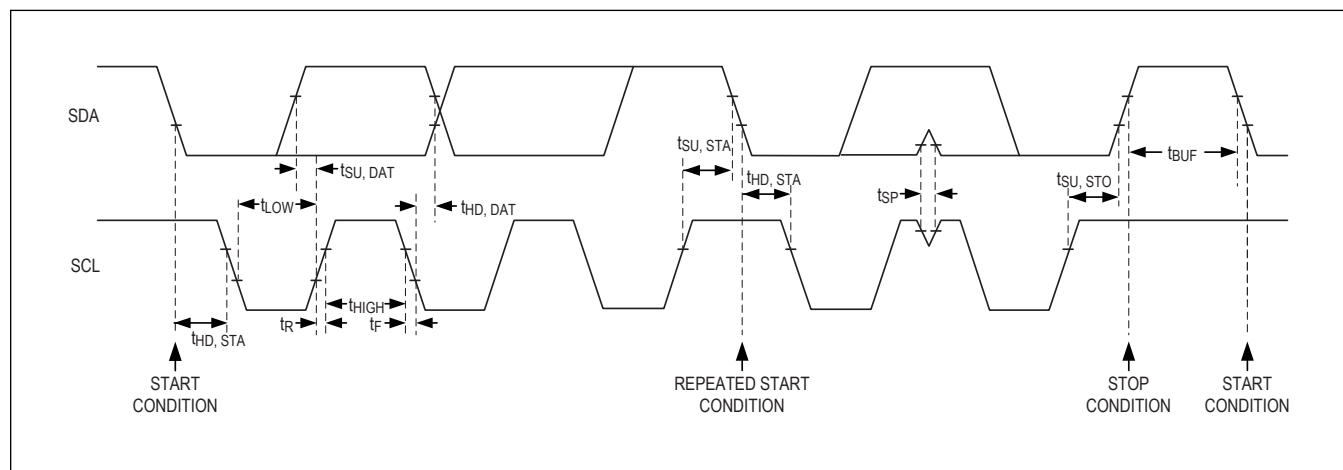 SDA
tSU, STA
tSU, DAT
tHD, STA
tBUF
tSP
tSU, STO
tLOW
tHD, DAT
SCL
tHIGH
tR
tF
tHD, STA
START
CONDITION
REPEATED START
CONDITION
STOP
CONDITION
START
CONDITION